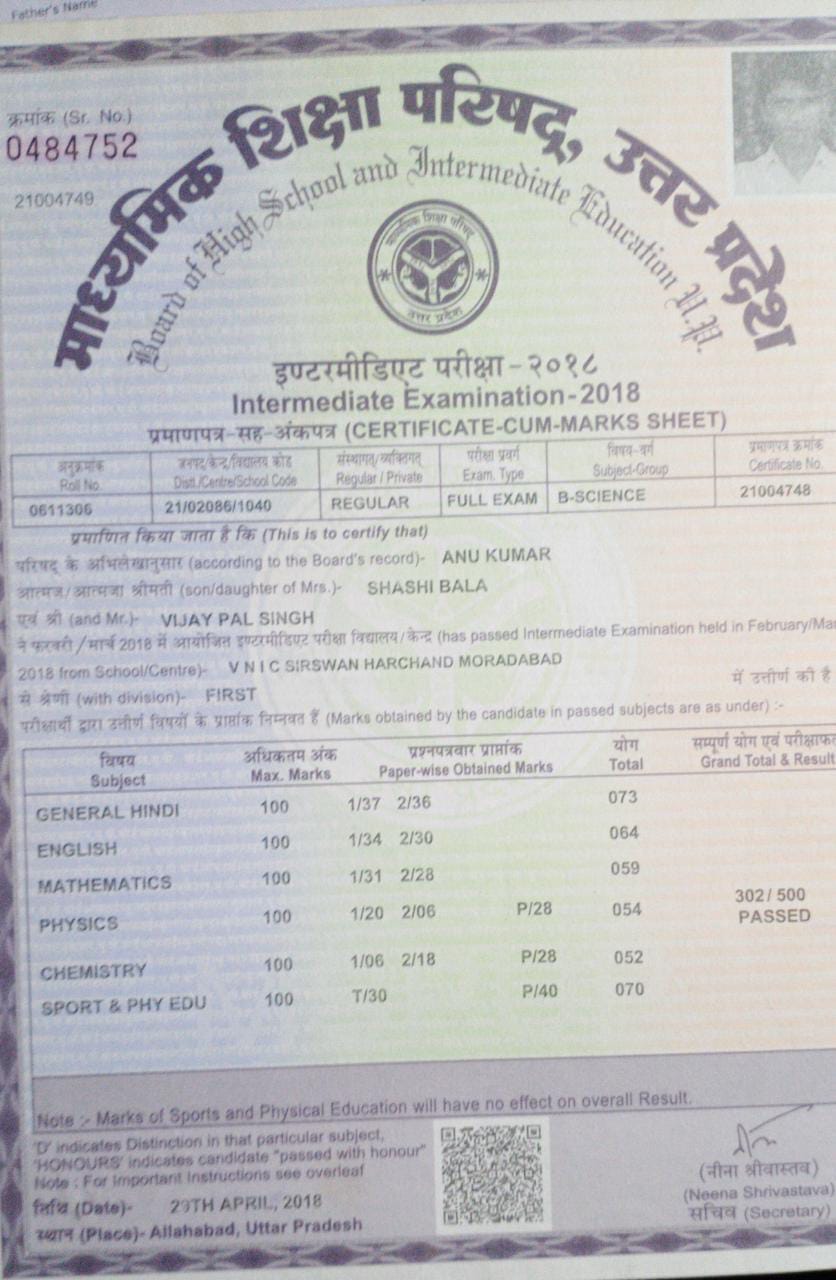 Father's Name
क्रमांक (Sr. No.)
0484752
21004749
माध्यमिक शिक्षा परिषद्, उत्तर प्रदेश
Board of High School and Intermediate Education U.P.
माध्यमिक शिक्षा परिषद्
उत्तर प्रदेश
इण्टरमीडिएट परीक्षा - २०१८
Intermediate Examination - 2018
प्रमाणपत्र-सह-अंकपत्र (CERTIFICATE-CUM-MARKS SHEET)
अनुक्रमांक जनपद/केन्द्र/विद्यालय कोड संस्थागत/व्यक्तिगत परीक्षा प्रवर्ग विषय-वर्ग प्रमाणपत्र क्रमांक
Roll No. Distt./Centre/School Code Regular / Private Exam. Type Subject-Group Certificate No.
0611306 21/02086/1040 REGULAR FULL EXAM B-SCIENCE 21004748
प्रमाणित किया जाता है कि (This is to certify that)
परिषद् के अभिलेखानुसार (according to the Board's record)- ANU KUMAR
आत्मज/आत्मजा श्रीमती (son/daughter of Mrs.)- SHASHI BALA
एवं श्री (and Mr.)- VIJAY PAL SINGH
ने फरवरी/मार्च 2018 में आयोजित इण्टरमीडिएट परीक्षा विद्यालय/केन्द्र (has passed Intermediate Examination held in February/Mar
2018 from School/Centre)- V N I C SIRSWAN HARCHAND MORADABAD में उत्तीर्ण की है
से श्रेणी (with division)- FIRST
परीक्षार्थी द्वारा उत्तीर्ण विषयों के प्राप्तांक निम्नवत हैं (Marks obtained by the candidate in passed subjects are as under) :-
विषय अधिकतम अंक प्रश्नपत्रवार प्राप्तांक योग सम्पूर्ण योग एवं परीक्षाफल
Subject Max. Marks Paper-wise Obtained Marks Total Grand Total & Result
GENERAL HINDI 100 1/37 2/36 073
ENGLISH 100 1/34 2/30 064
MATHEMATICS 100 1/31 2/28 059
302/ 500
PHYSICS 100 1/20 2/06 P/28 054 PASSED
CHEMISTRY 100 1/06 2/18 P/28 052
SPORT & PHY EDU 100 T/30 P/40 070
Note :- Marks of Sports and Physical Education will have no effect on overall Result.
'D' indicates Distinction in that particular subject,
'HONOURS' indicates candidate "passed with honour"
Note : For Important Instructions see overleaf
तिथि (Date)- 29TH APRIL, 2018
स्थान (Place)- Allahabad, Uttar Pradesh
(नीना श्रीवास्तव)
(Neena Shrivastava)
सचिव (Secretary)